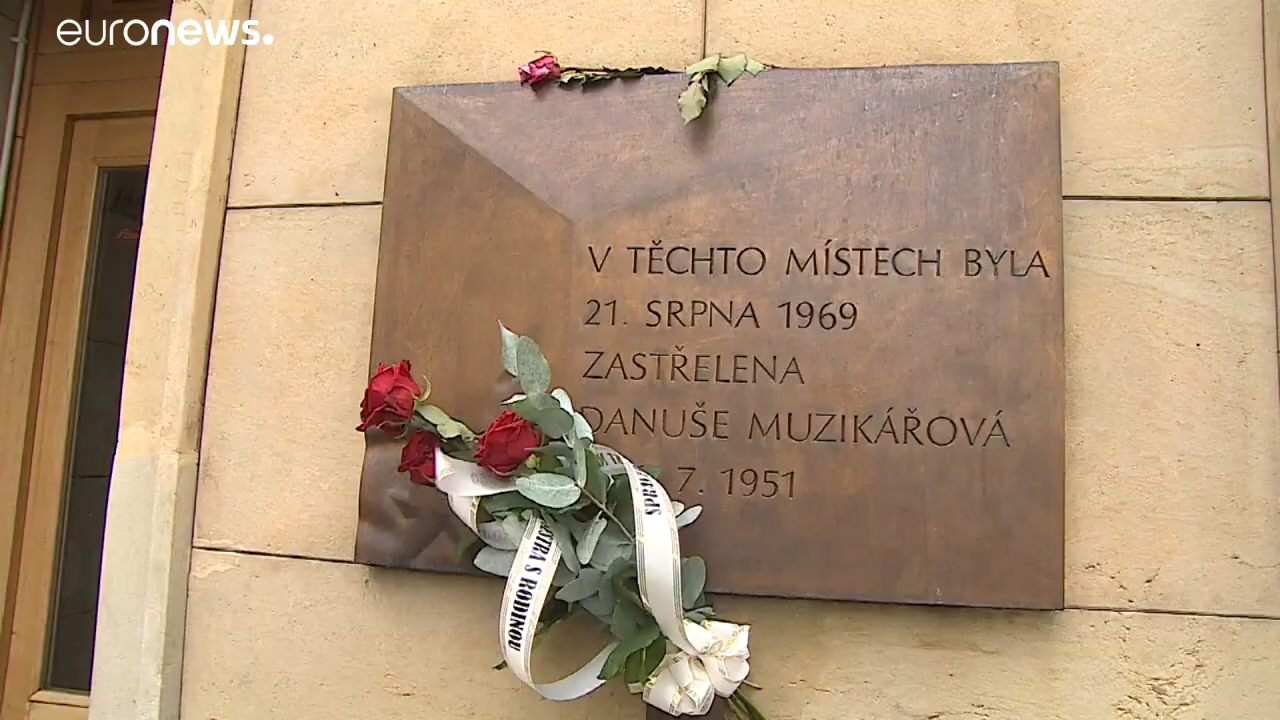 euronews.
V TĚCHTO MÍSTECH BYLA
21. SRPNA 1969
ZASTŘELENA
DANUŠE MUZIKÁŘOVÁ
7. 1951
S RODINOU